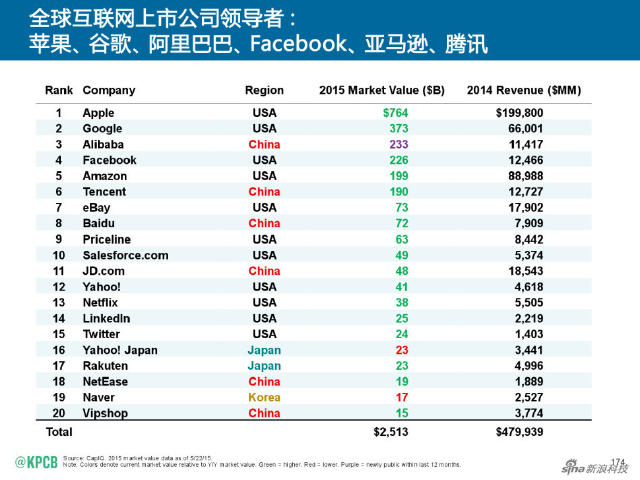 全球互联网上市公司领导者：
苹果、谷歌、阿里巴巴、Facebook、亚马逊、腾讯
Rank Company Region 2015 Market Value ($B) 2014 Revenue ($MM)
1 Apple USA $764 $199,800
2 Google USA 373 66,001
3 Alibaba China 233 11,417
4 Facebook USA 226 12,466
5 Amazon USA 199 88,988
6 Tencent China 190 12,727
7 eBay USA 73 17,902
8 Baidu China 72 7,909
9 Priceline USA 63 8,442
10 Salesforce.com USA 49 5,374
11 JD.com China 48 18,543
12 Yahoo! USA 41 4,618
13 Netflix USA 38 5,505
14 LinkedIn USA 25 2,219
15 Twitter USA 24 1,403
16 Yahoo! Japan Japan 23 3,441
17 Rakuten Japan 23 4,996
18 NetEase China 19 1,889
19 Naver Korea 17 2,527
20 Vipshop China 15 3,774
Total $2,513 $479,939
@KPCB
Source: CapIQ. 2015 market value data as of 5/22/15.
Note: Colors denote current market value relative to Y/Y market value. Green = higher. Red = lower. Purple = newly public within last 12 months.
174
sina新浪科技